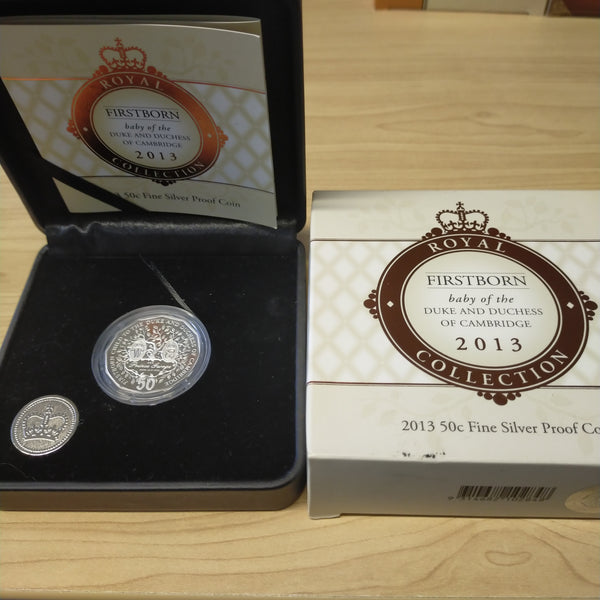 ROYAL
FIRSTBORN
baby of the
DUKE AND DUCHESS
OF CAMBRIDGE
2013
COLLECTION
2013 50c Fine Silver Proof Coin
50
ROYAL
FIRSTBORN
baby of the
DUKE AND DUCHESS
OF CAMBRIDGE
2013
COLLECTION
2013 50c Fine Silver Proof Co